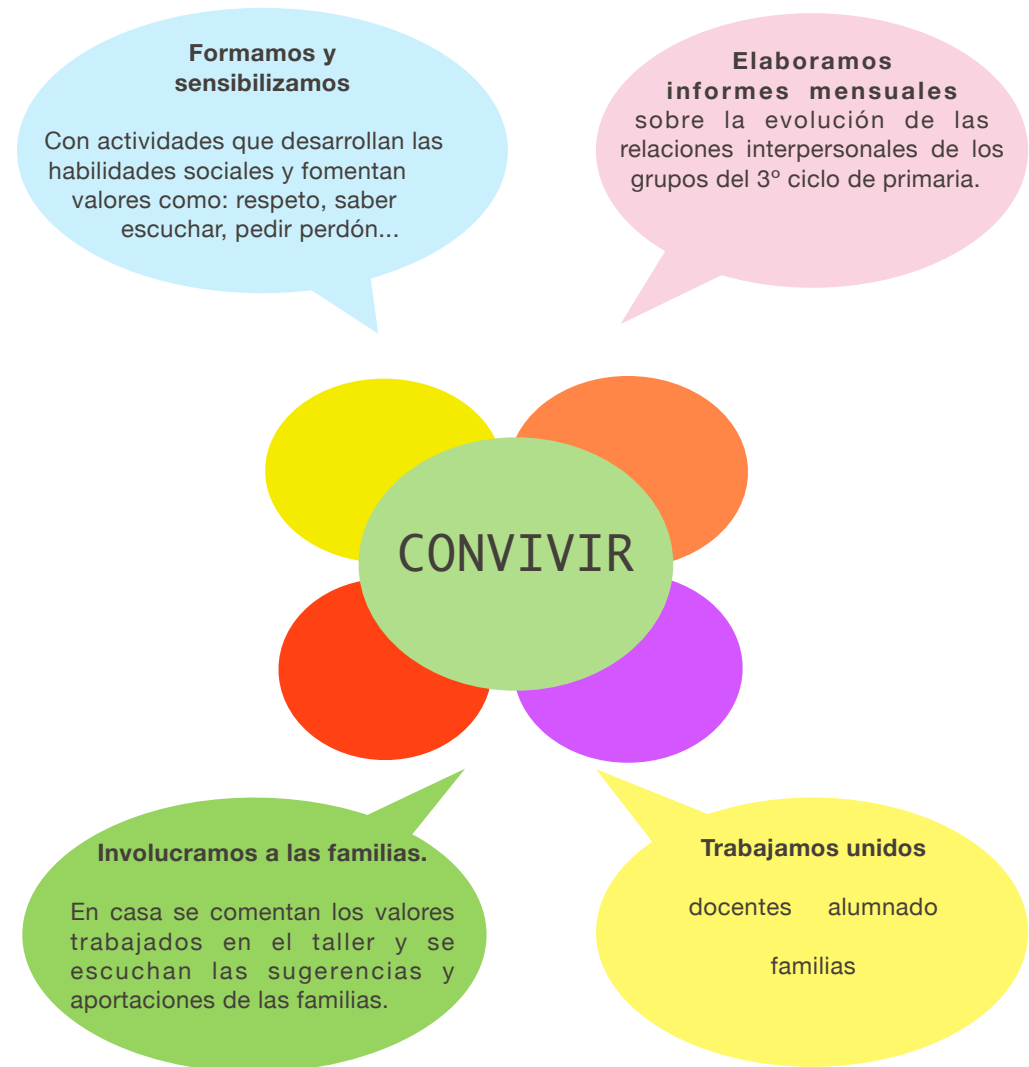 Formamos y
sensibilizamos
Con actividades que desarrollan las
habilidades sociales y fomentan
valores como: respeto, saber
escuchar, pedir perdón...
Elaboramos
informes mensuales
sobre la evolución de las
relaciones interpersonales de los
grupos del 3º ciclo de primaria.
CONVIVIR
Involucramos a las familias.
En casa se comentan los valores
trabajados en el taller y se
escuchan las sugerencias y
aportaciones de las familias.
Trabajamos unidos
docentes alumnado
familias